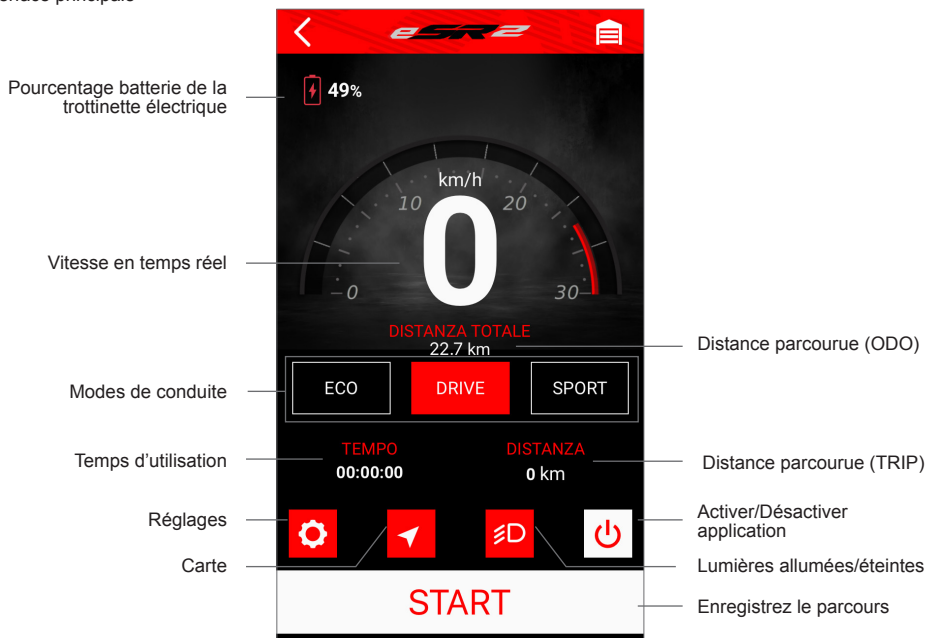 eSR2
Pourcentage batterie de la
trottinette électrique
49%
km/h
10
20
0
Vitesse en temps réel
0
30
DISTANZA TOTALE
22.7 km
Distance parcourue (ODO)
Modes de conduite
ECO
DRIVE
SPORT
TEMPO
DISTANZA
Temps d'utilisation
00:00:00
0 km
Distance parcourue (TRIP)
Réglages
Activer/Désactiver
application
Carte
Lumières allumées/éteintes
START
Enregistrez le parcours